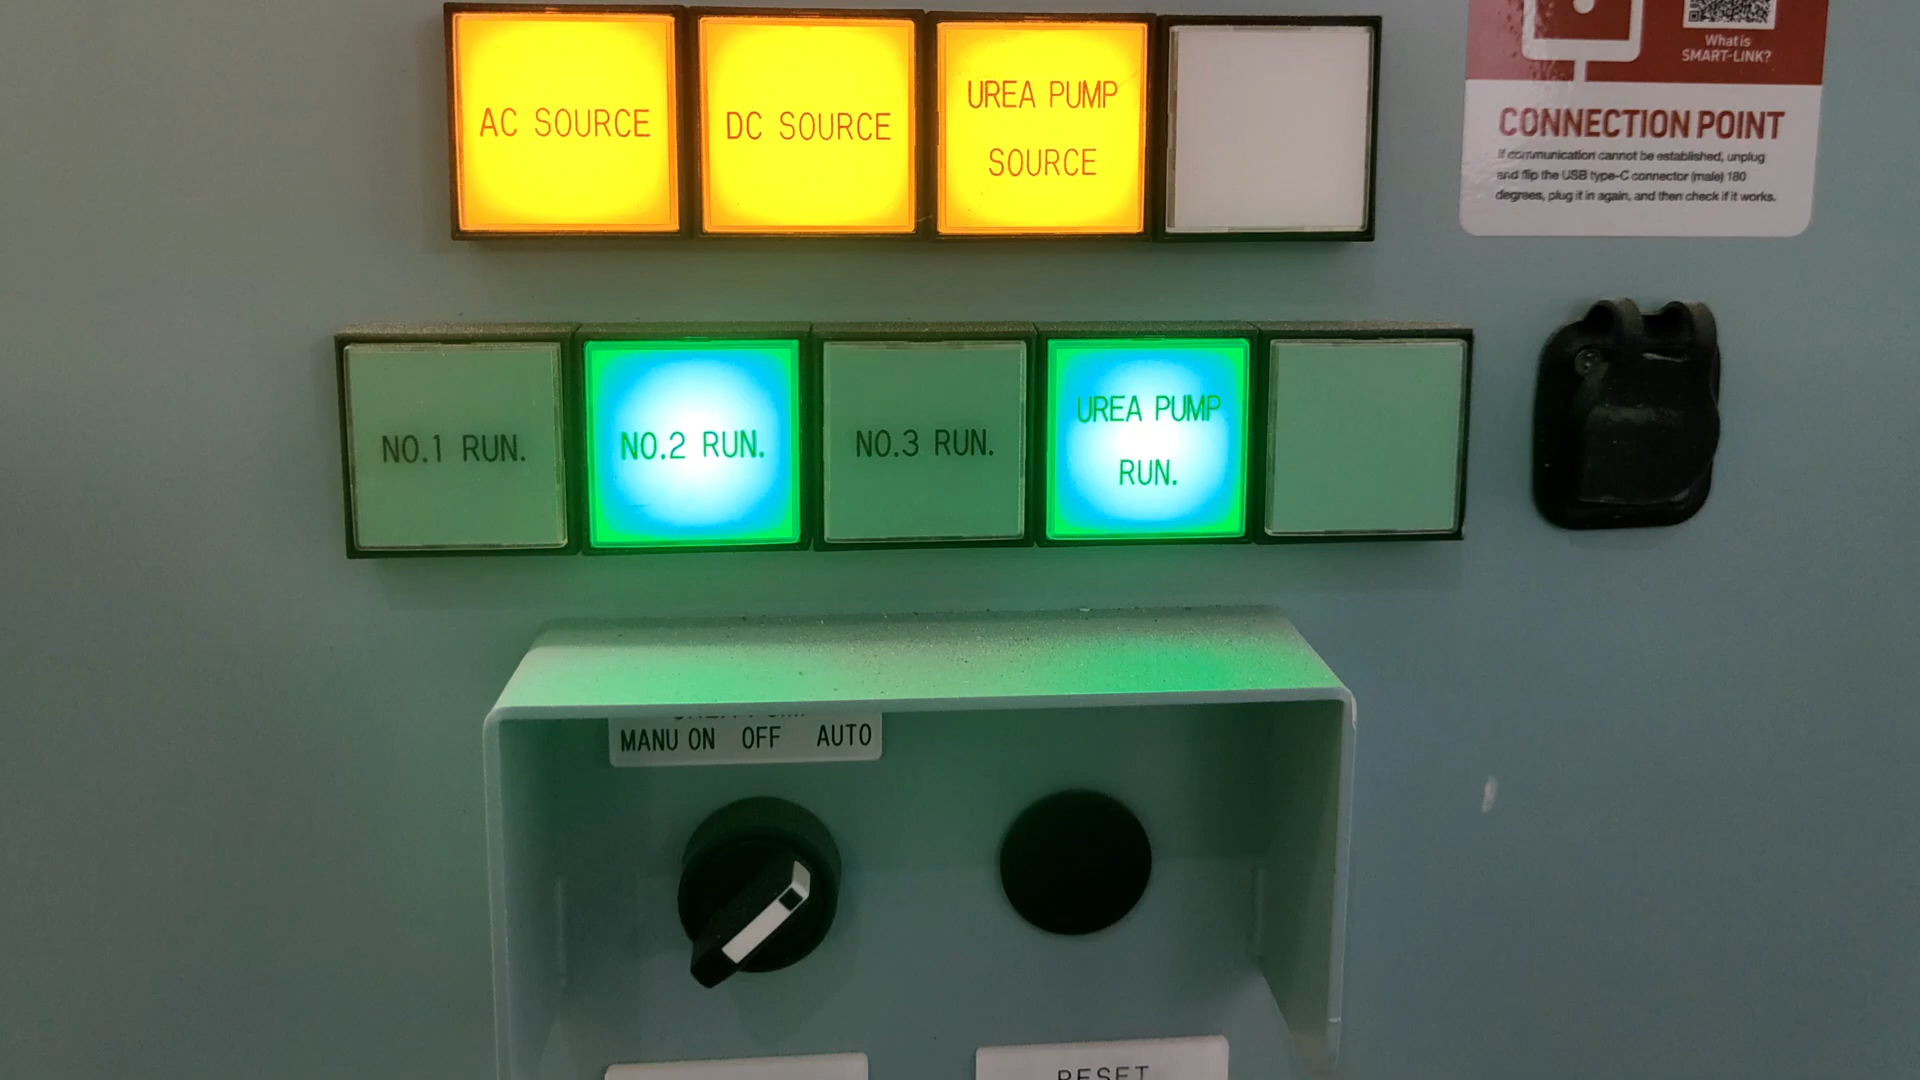 What is
SMART-LINK?
CONNECTION POINT
If communication cannot be established, unplug
and flip the USB type-C connector (male) 180
degrees, plug it in again, and then check if it works.
AC SOURCE
DC SOURCE
UREA PUMP
SOURCE
NO.1 RUN.
NO.2 RUN.
NO.3 RUN.
UREA PUMP
RUN.
MANU ON OFF AUTO
RESET